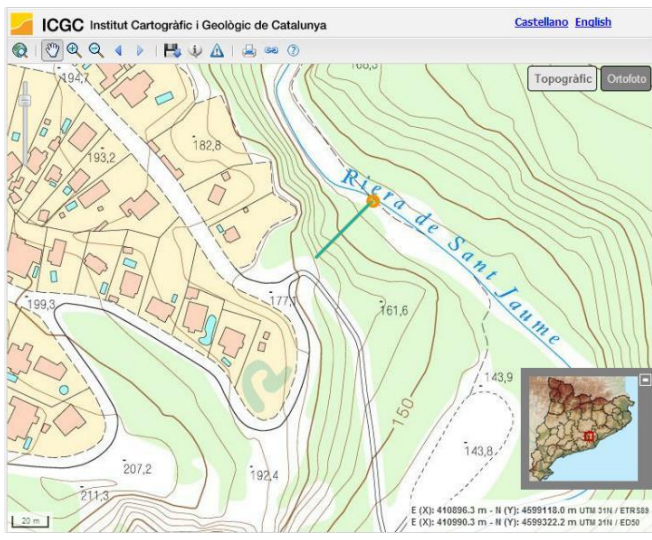 ICGC Institut Cartogràfic i Geològic de Catalunya
Castellano English
Topogràfic Ortofoto
194,7
168,3
182,8
193,2
Riera de Sant Jaume
199,3
177,1
161,6
150
143,9
143,8
207,2
192,4
211,3
20 m
E (X): 410896.3 m - N (Y): 4599118.0 m UTM 31N / ETRS89
E (X): 410990.3 m - N (Y): 4599322.2 m UTM 31N / ED50